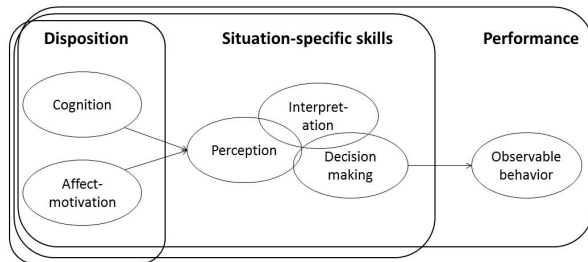 Disposition
Situation-specific skills
Performance
Cognition
Affect-
motivation
Perception
Interpret-
ation
Decision
making
Observable
behavior